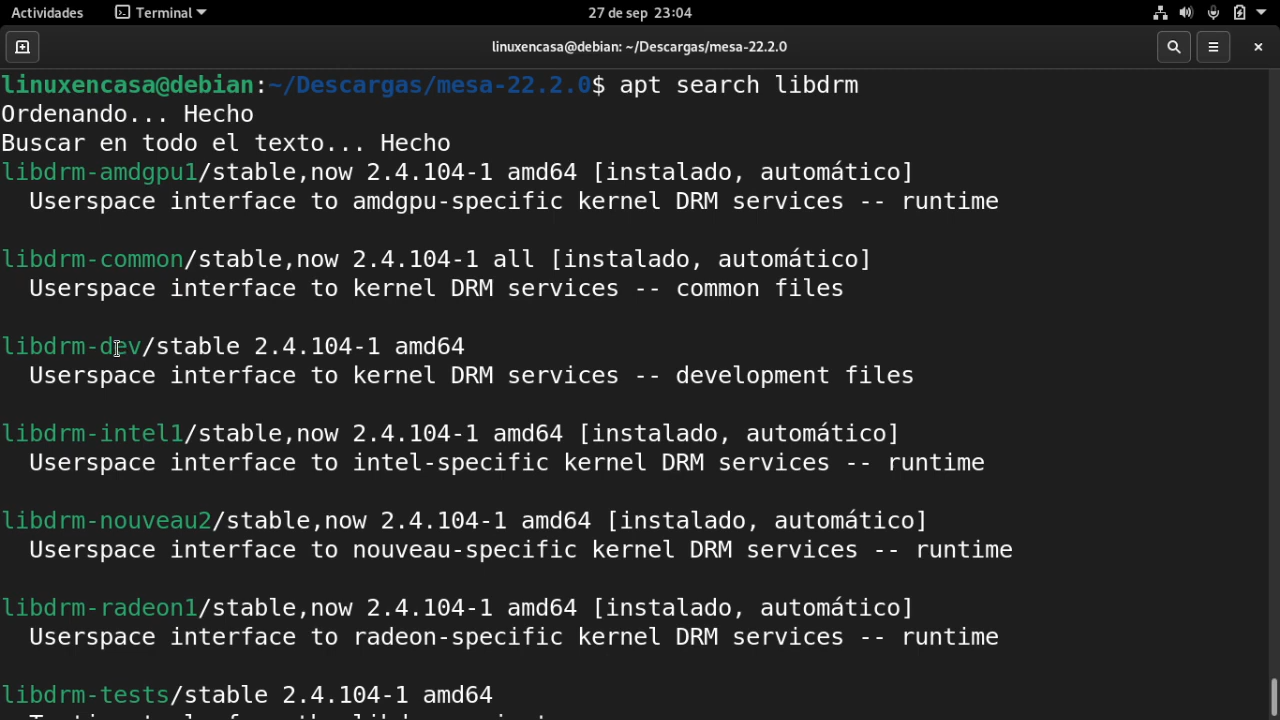 Actividades Terminal 27 de sep 23:04
linuxencasa@debian: ~/Descargas/mesa-22.2.0
linuxencasa@debian:~/Descargas/mesa-22.2.0$ apt search libdrm
Ordenando... Hecho
Buscar en todo el texto... Hecho
libdrm-amdgpu1/stable,now 2.4.104-1 amd64 [instalado, automático]
  Userspace interface to amdgpu-specific kernel DRM services -- runtime
libdrm-common/stable,now 2.4.104-1 all [instalado, automático]
  Userspace interface to kernel DRM services -- common files
libdrm-dev/stable 2.4.104-1 amd64
  Userspace interface to kernel DRM services -- development files
libdrm-intel1/stable,now 2.4.104-1 amd64 [instalado, automático]
  Userspace interface to intel-specific kernel DRM services -- runtime
libdrm-nouveau2/stable,now 2.4.104-1 amd64 [instalado, automático]
  Userspace interface to nouveau-specific kernel DRM services -- runtime
libdrm-radeon1/stable,now 2.4.104-1 amd64 [instalado, automático]
  Userspace interface to radeon-specific kernel DRM services -- runtime
libdrm-tests/stable 2.4.104-1 amd64